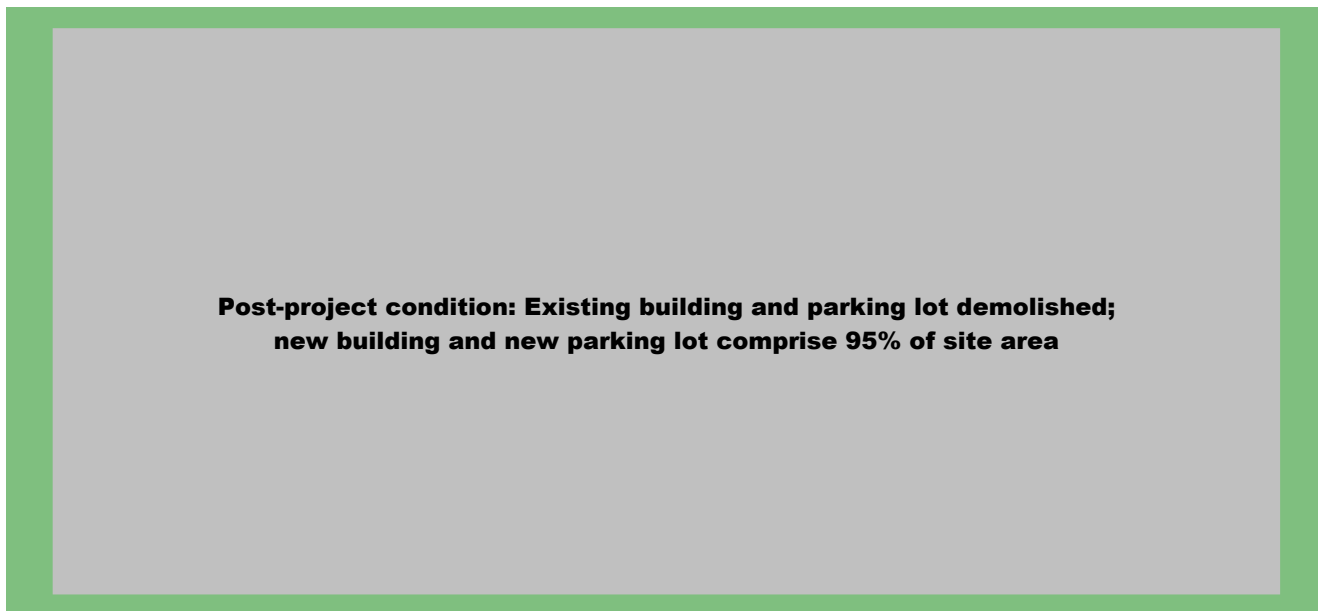 Post-project condition: Existing building and parking lot demolished;
new building and new parking lot comprise 95% of site area